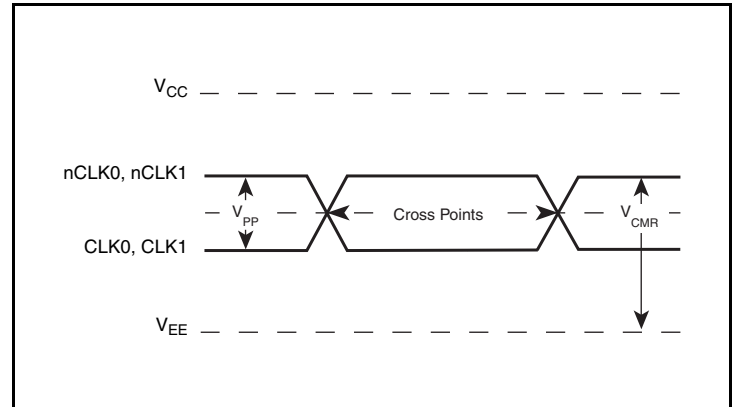 VCC
nCLK0, nCLK1
VPP
Cross Points
VCMR
CLK0, CLK1
VEE